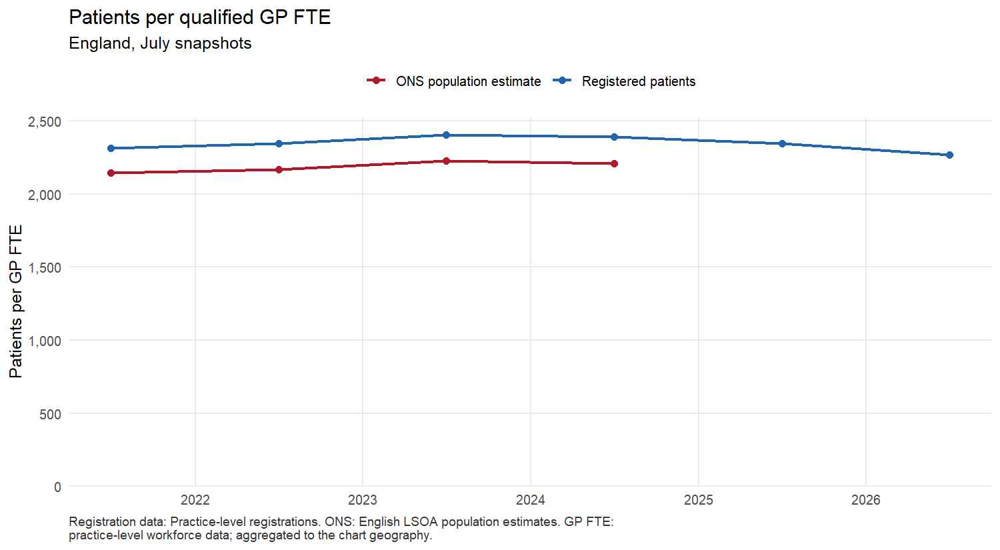 Patients per qualified GP FTE
England, July snapshots
ONS population estimate
Registered patients
2,500
2,000
1,500
1,000
500
0
Patients per GP FTE
2022
2023
2024
2025
2026
Registration data: Practice-level registrations. ONS: English LSOA population estimates. GP FTE:
practice-level workforce data; aggregated to the chart geography.